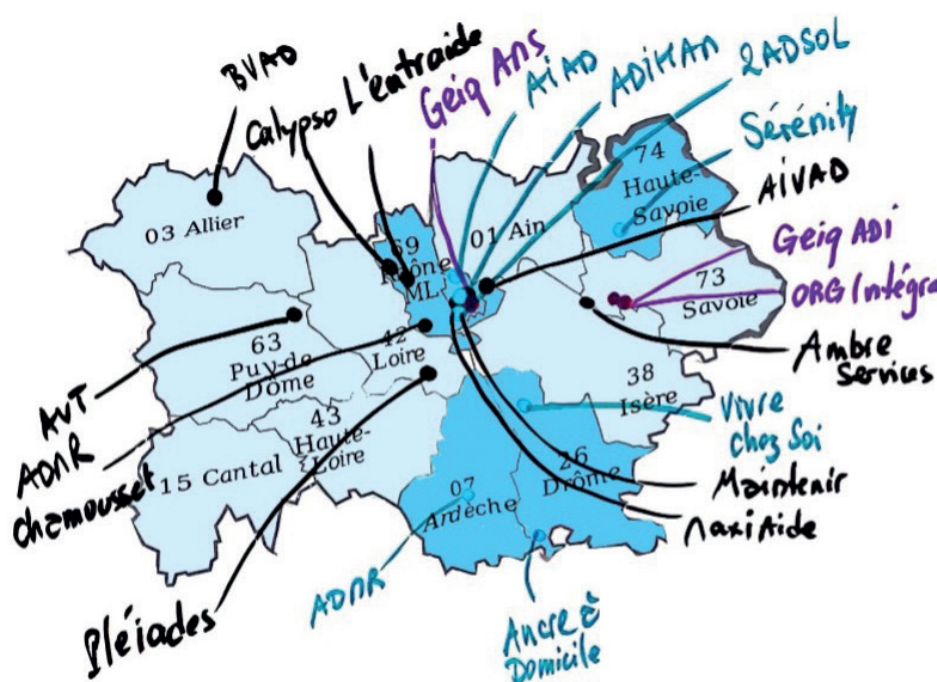 BVAD
Calypso
L'entraide
Geiq Ans
AiAD
ADiMAN
2ADSOL
Sérénity
AiVAD
Geiq ADi
ORG Intégra
Ambre
Services
Vivre
chez Soi
Maintenir
MaxiAide
Ancre à
Domicile
ADMR
Pléiades
ADMR
Chamousset
AVT
03 Allier
63
Puy-de
Dôme
15 Cantal
43
Haute-
Loire
42
Loire
69
Rhône
ML
01 Ain
74
Haute-
Savoie
73
Savoie
38
Isère
26
Drôme
07
Ardèche